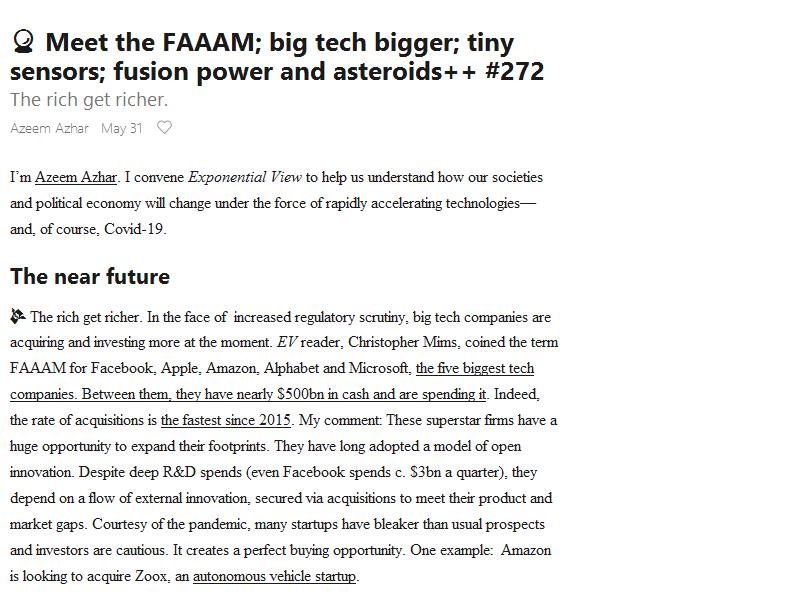 🔮 Meet the FAAAM; big tech bigger; tiny
sensors; fusion power and asteroids++ #272
The rich get richer.
Azeem Azhar May 31 ♡
I'm Azeem Azhar. I convene Exponential View to help us understand how our societies
and political economy will change under the force of rapidly accelerating technologies—
and, of course, Covid-19.
The near future
The rich get richer. In the face of increased regulatory scrutiny, big tech companies are
acquiring and investing more at the moment. EV reader, Christopher Mims, coined the term
FAAAM for Facebook, Apple, Amazon, Alphabet and Microsoft, the five biggest tech
companies. Between them, they have nearly $500bn in cash and are spending it. Indeed,
the rate of acquisitions is the fastest since 2015. My comment: These superstar firms have a
huge opportunity to expand their footprints. They have long adopted a model of open
innovation. Despite deep R&D spends (even Facebook spends c. $3bn a quarter), they
depend on a flow of external innovation, secured via acquisitions to meet their product and
market gaps. Courtesy of the pandemic, many startups have bleaker than usual prospects
and investors are cautious. It creates a perfect buying opportunity. One example: Amazon
is looking to acquire Zoox, an autonomous vehicle startup.